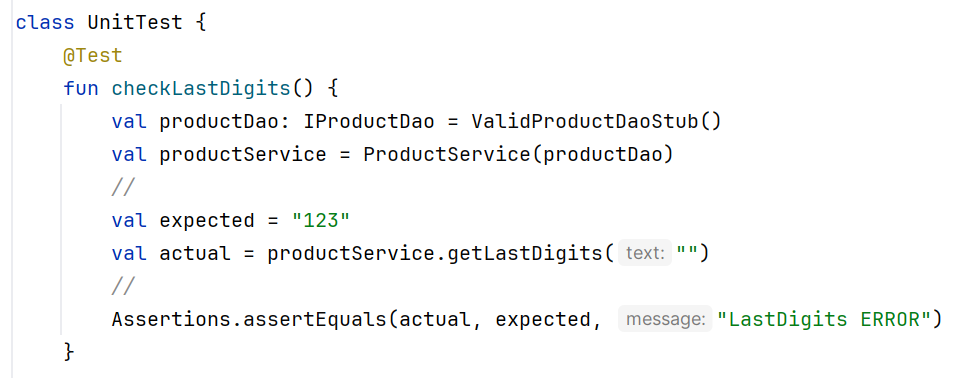 class UnitTest {
@Test
fun checkLastDigits() {
val productDao: IProductDao = ValidProductDaoStub()
val productService = ProductService(productDao)
//
val expected = "123"
val actual = productService.getLastDigits( text: "")
//
Assertions.assertEquals(actual, expected, message: "LastDigits ERROR")
}